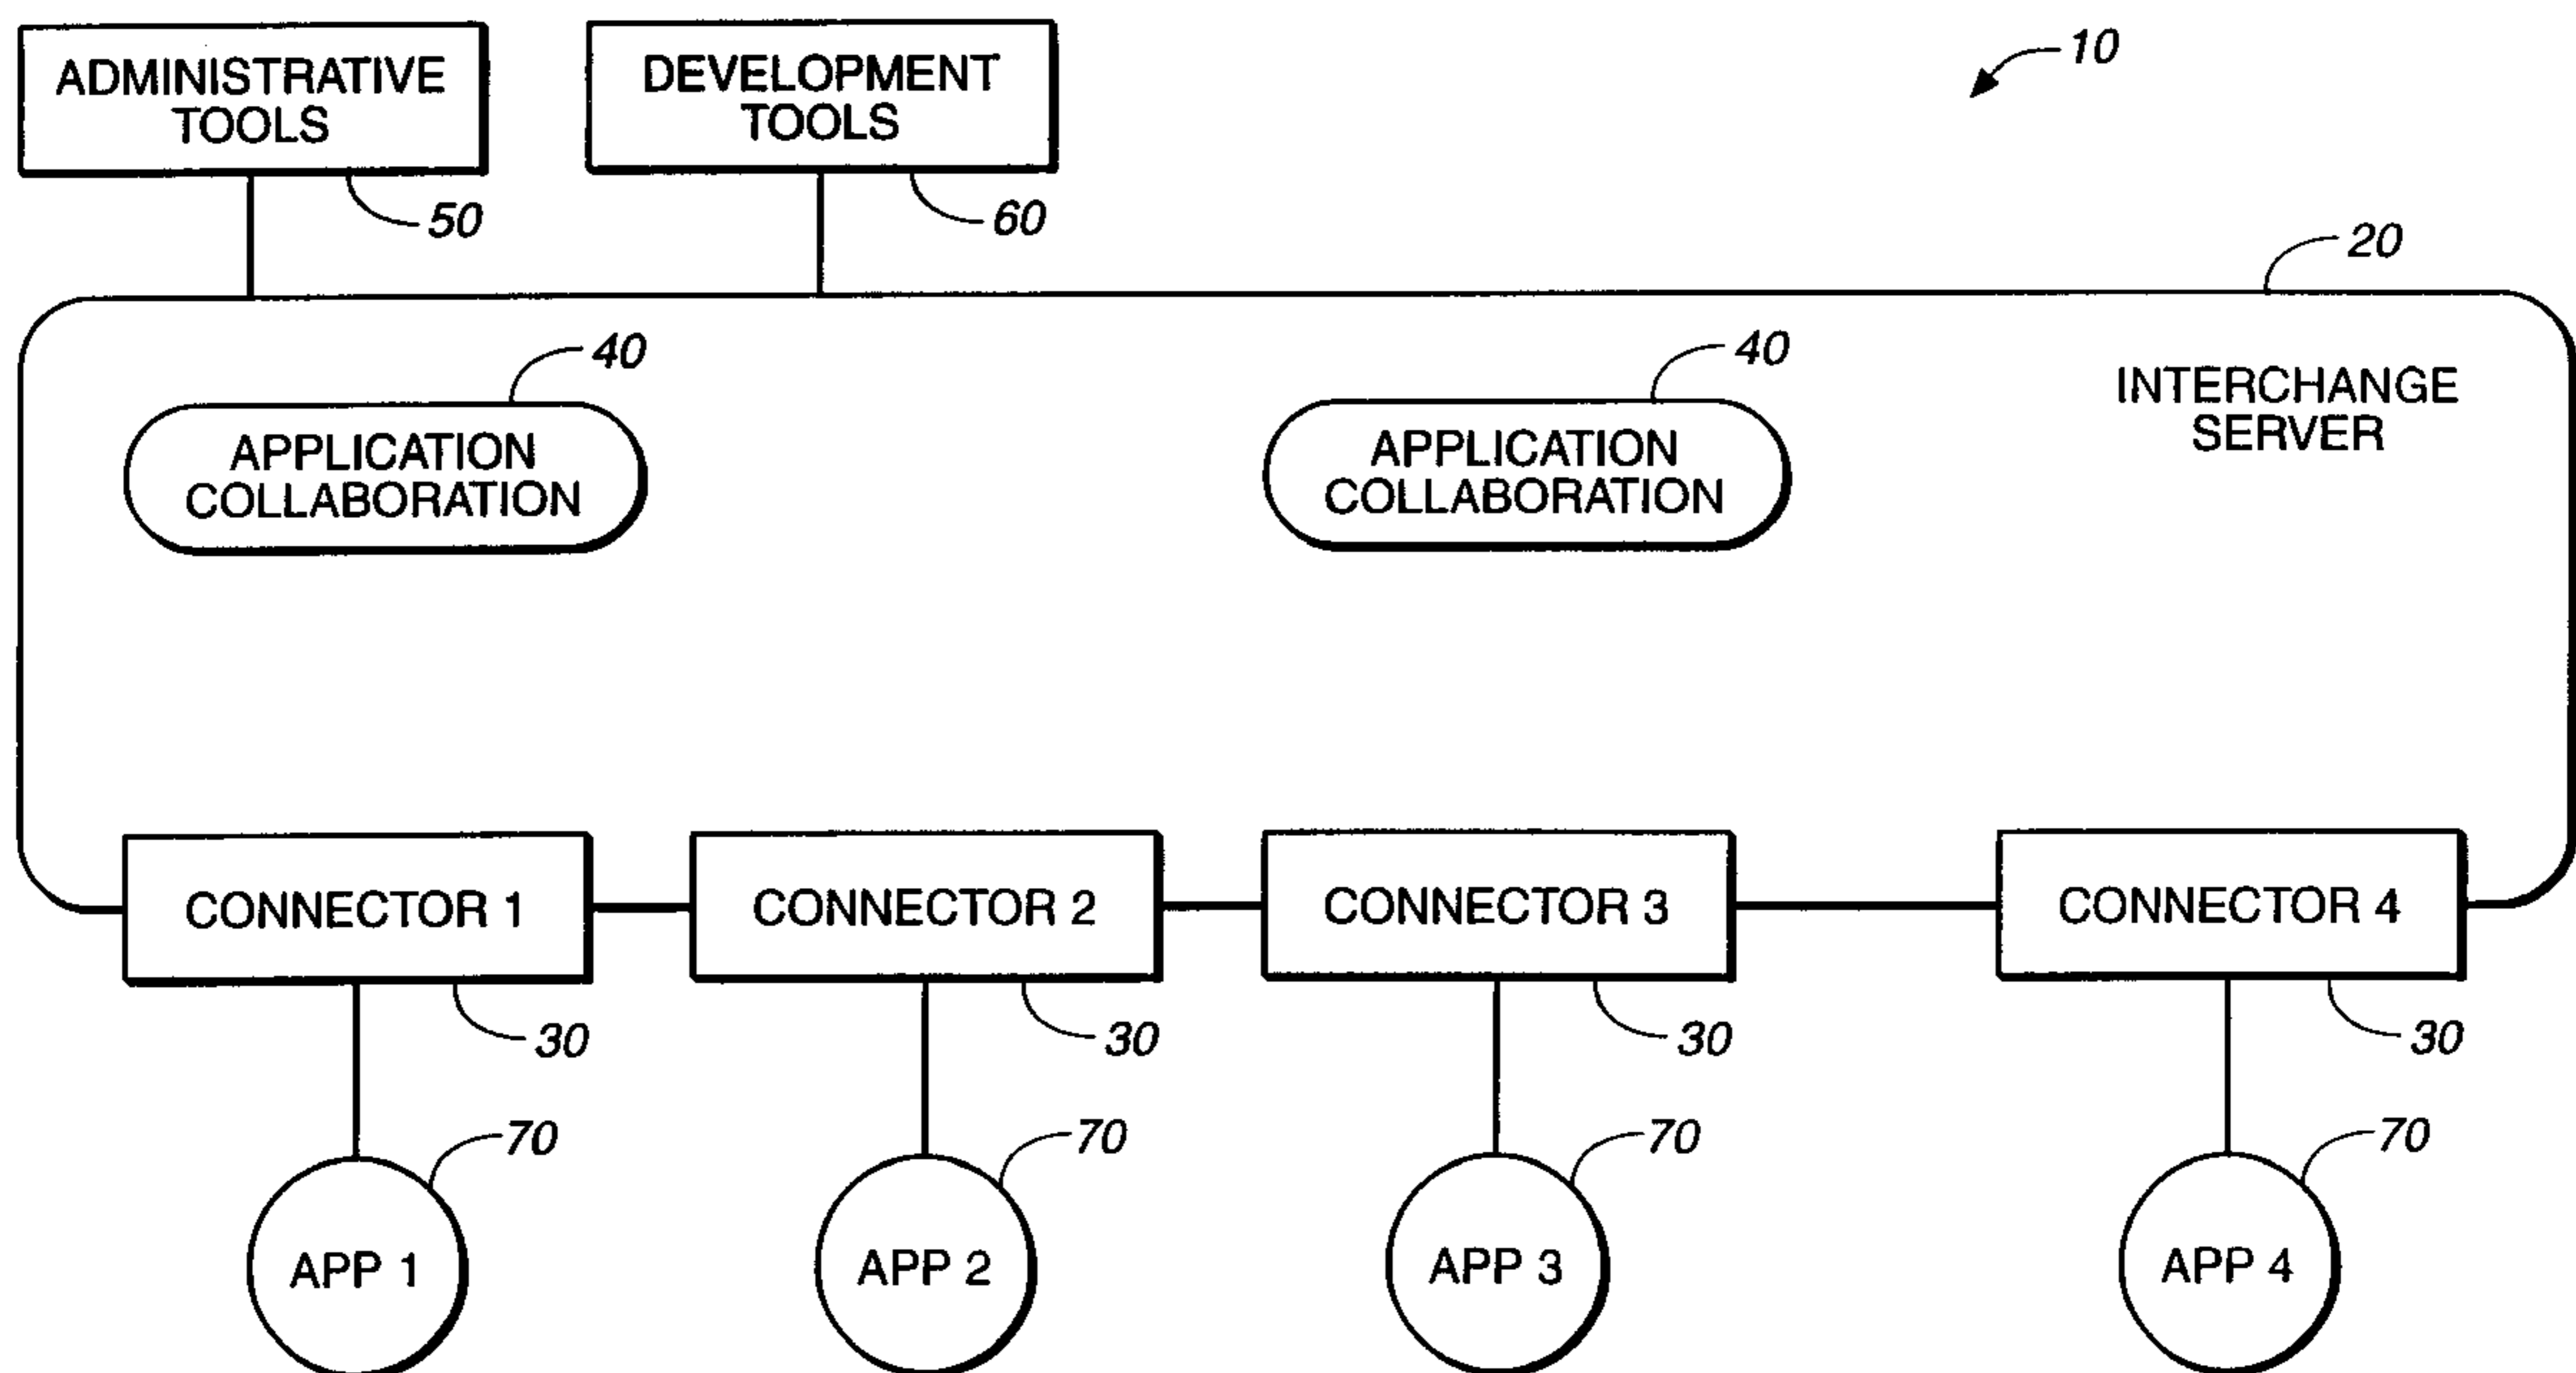 ADMINISTRATIVE
TOOLS
DEVELOPMENT
TOOLS
10
50
60
20
40
40
INTERCHANGE
SERVER
APPLICATION
COLLABORATION
APPLICATION
COLLABORATION
CONNECTOR 1
CONNECTOR 2
CONNECTOR 3
CONNECTOR 4
30
30
30
30
70
70
70
70
APP 1
APP 2
APP 3
APP 4